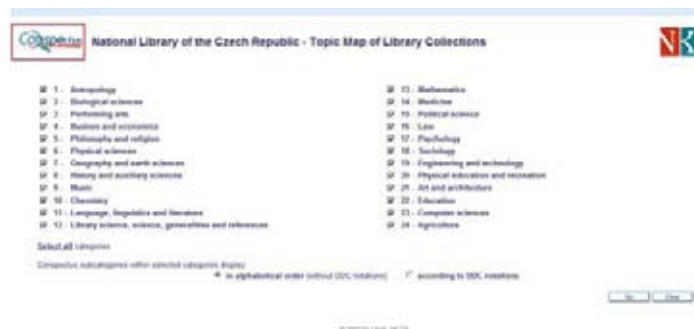 Conspectus National Library of the Czech Republic - Topic Map of Library Collections NK
1 - Antropology
2 - Biological sciences
3 - Performing arts
4 - Business and economics
5 - Philosophy and religion
6 - Physical sciences
7 - Geography and earth sciences
8 - History and auxiliary sciences
9 - Music
10 - Chemistry
11 - Language, linguistics and literature
12 - Library science, science, generalities and references
13 - Mathematics
14 - Medicine
15 - Political science
16 - Law
17 - Psychology
18 - Sociology
19 - Engineering and technology
20 - Physical education and recreation
21 - Art and architecture
22 - Education
23 - Computer sciences
24 - Agriculture
Select all categories
Conspectus subcategories within selected categories display:
in alphabetical order (without DDC notations) according to DDC notations
Go Clear